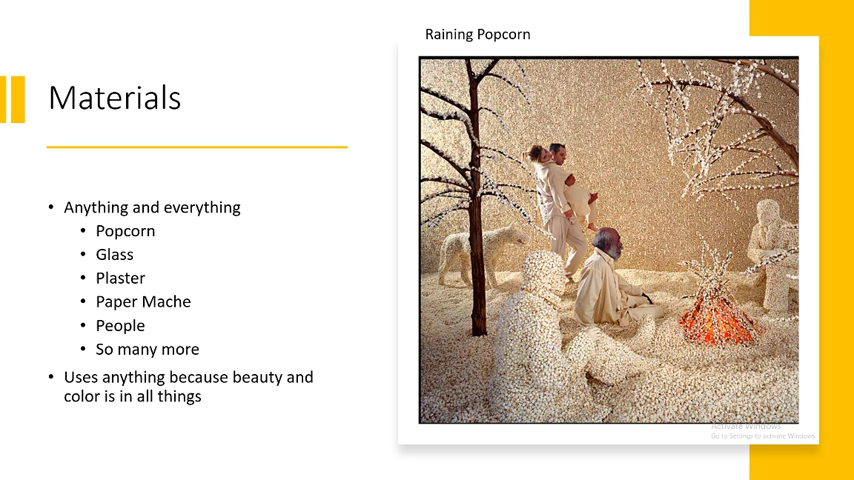 Raining Popcorn
Materials
• Anything and everything
• Popcorn
• Glass
• Plaster
• Paper Mache
• People
• So many more
• Uses anything because beauty and
color is in all things
Activate Windows
Go to Settings to activate Windows.